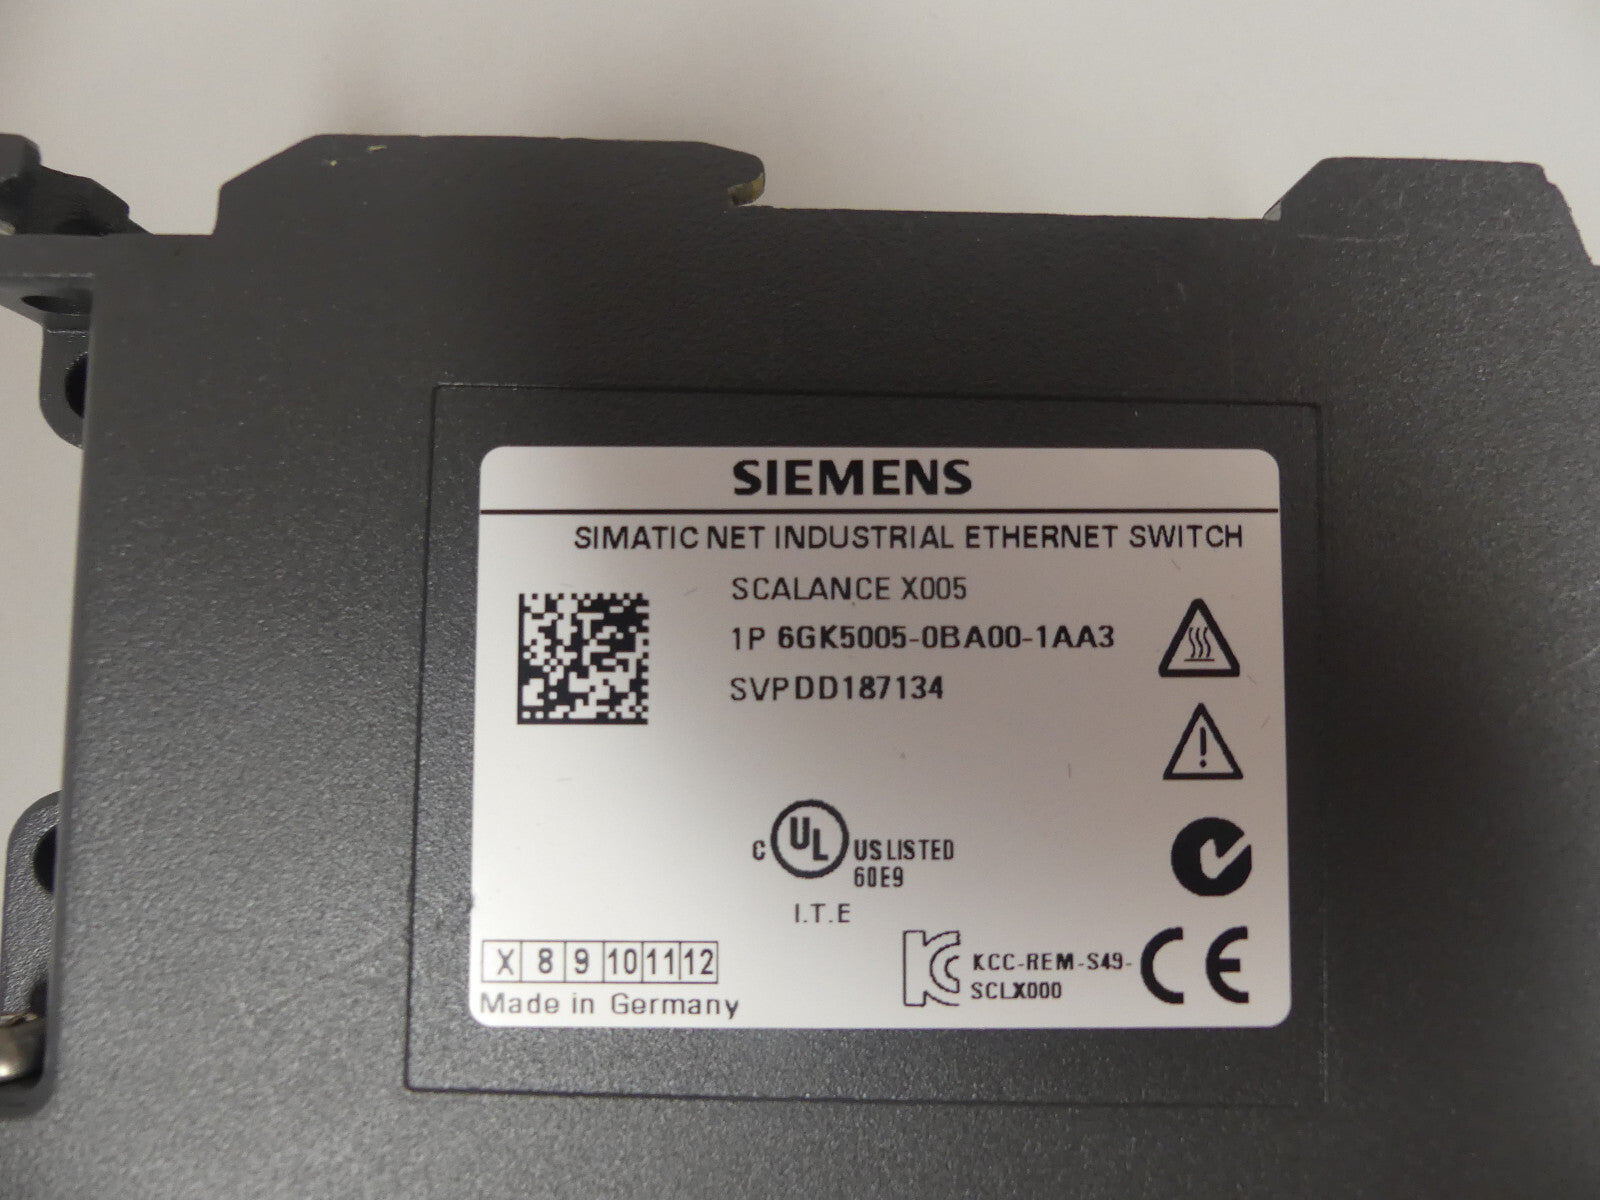 SIEMENS
SIMATIC NET INDUSTRIAL ETHERNET SWITCH
SCALANCE X005
1P 6GK5005-0BA00-1AA3
SVPDD187134
C UL US LISTED
60E9
I.T.E
X 8 9 10 11 12
Made in Germany
KCC-REM-S49-
SCLX000
CE